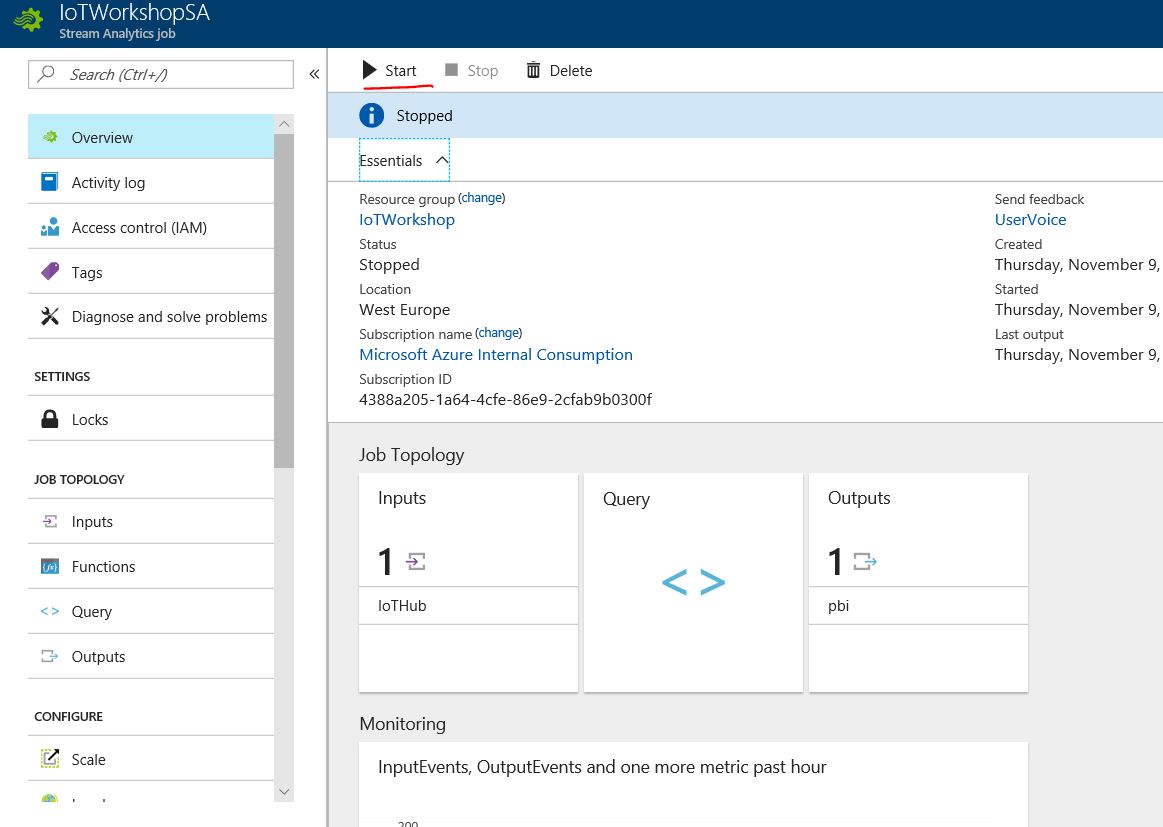 IoTWorkshopSA
Stream Analytics job
Search (Ctrl+/)
«
Overview
Activity log
Access control (IAM)
Tags
Diagnose and solve problems
SETTINGS
Locks
JOB TOPOLOGY
Inputs
Functions
Query
Outputs
CONFIGURE
Scale
Start Stop Delete
Stopped
Essentials
Resource group (change)
IoTWorkshop
Status
Stopped
Location
West Europe
Subscription name (change)
Microsoft Azure Internal Consumption
Subscription ID
4388a205-1a64-4cfe-86e9-2cfab9b0300f
Send feedback
UserVoice
Created
Thursday, November 9,
Started
Thursday, November 9,
Last output
Thursday, November 9,
Job Topology
Inputs
1
IoTHub
Query
< >
Outputs
1
pbi
Monitoring
InputEvents, OutputEvents and one more metric past hour
200